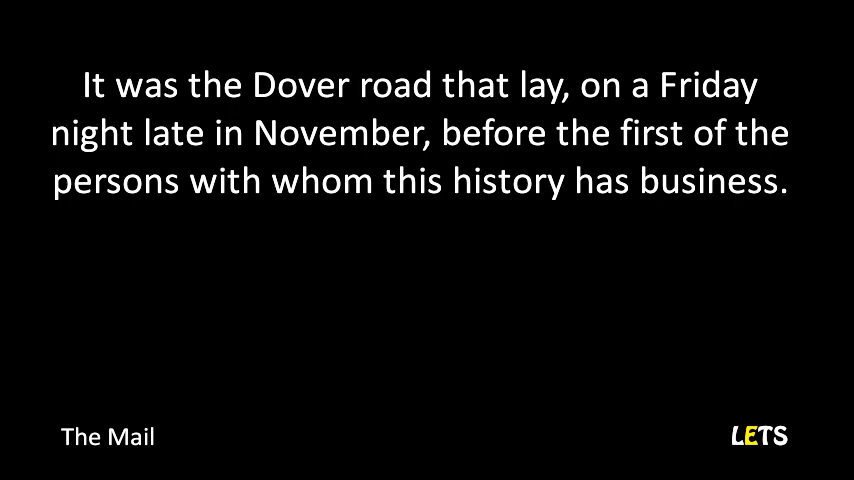 It was the Dover road that lay, on a Friday
night late in November, before the first of the
persons with whom this history has business.
The Mail
LETS